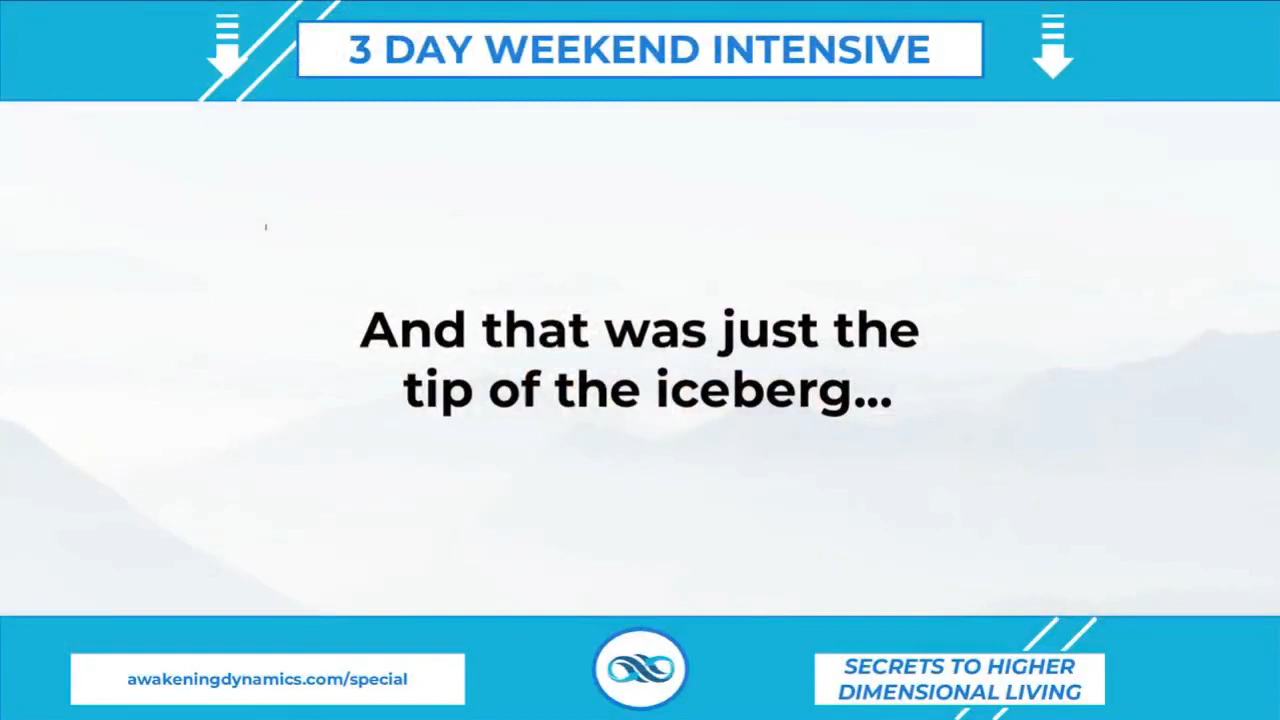 3 DAY WEEKEND INTENSIVE
And that was just the
tip of the iceberg...
awakeningdynamics.com/special
SECRETS TO HIGHER
DIMENSIONAL LIVING